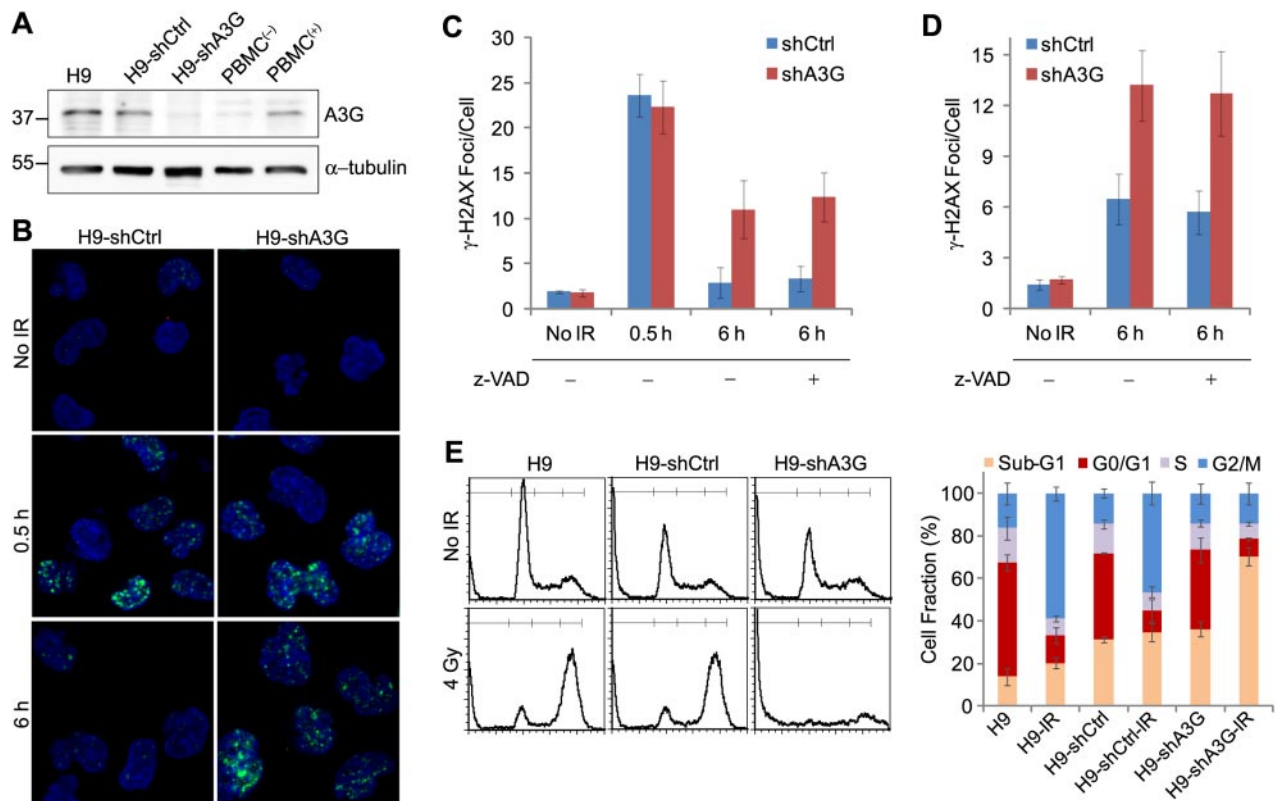 A
H9
H9-shCtrl
H9-shA3G
PBMC(-)
PBMC(+)
37
A3G
55
α–tubulin
B
H9-shCtrl
H9-shA3G
No IR
0.5 h
6 h
C
shCtrl
shA3G
γ-H2AX Foci/Cell
30
25
20
15
10
5
0
No IR 0.5 h 6 h 6 h
z-VAD – – – +
D
shCtrl
shA3G
γ-H2AX Foci/Cell
15
12
9
6
3
0
No IR 6 h 6 h
– – +
E
H9 H9-shCtrl H9-shA3G
No IR
4 Gy
Sub-G1 G0/G1 S G2/M
Cell Fraction (%)
100
80
60
40
20
0
H9
H9-IR
H9-shCtrl
H9-shCtrl-IR
H9-shA3G
H9-shA3G-IR